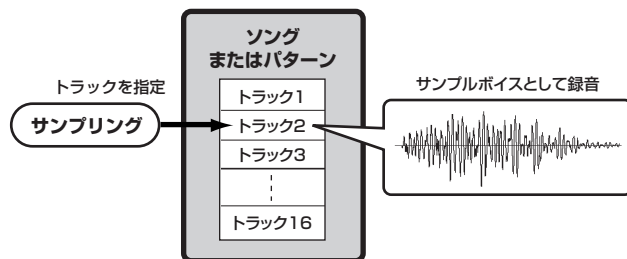 ソング
またはパターン
トラックを指定
サンプリング
トラック1
トラック2
トラック3
トラック16
サンプルボイスとして録音